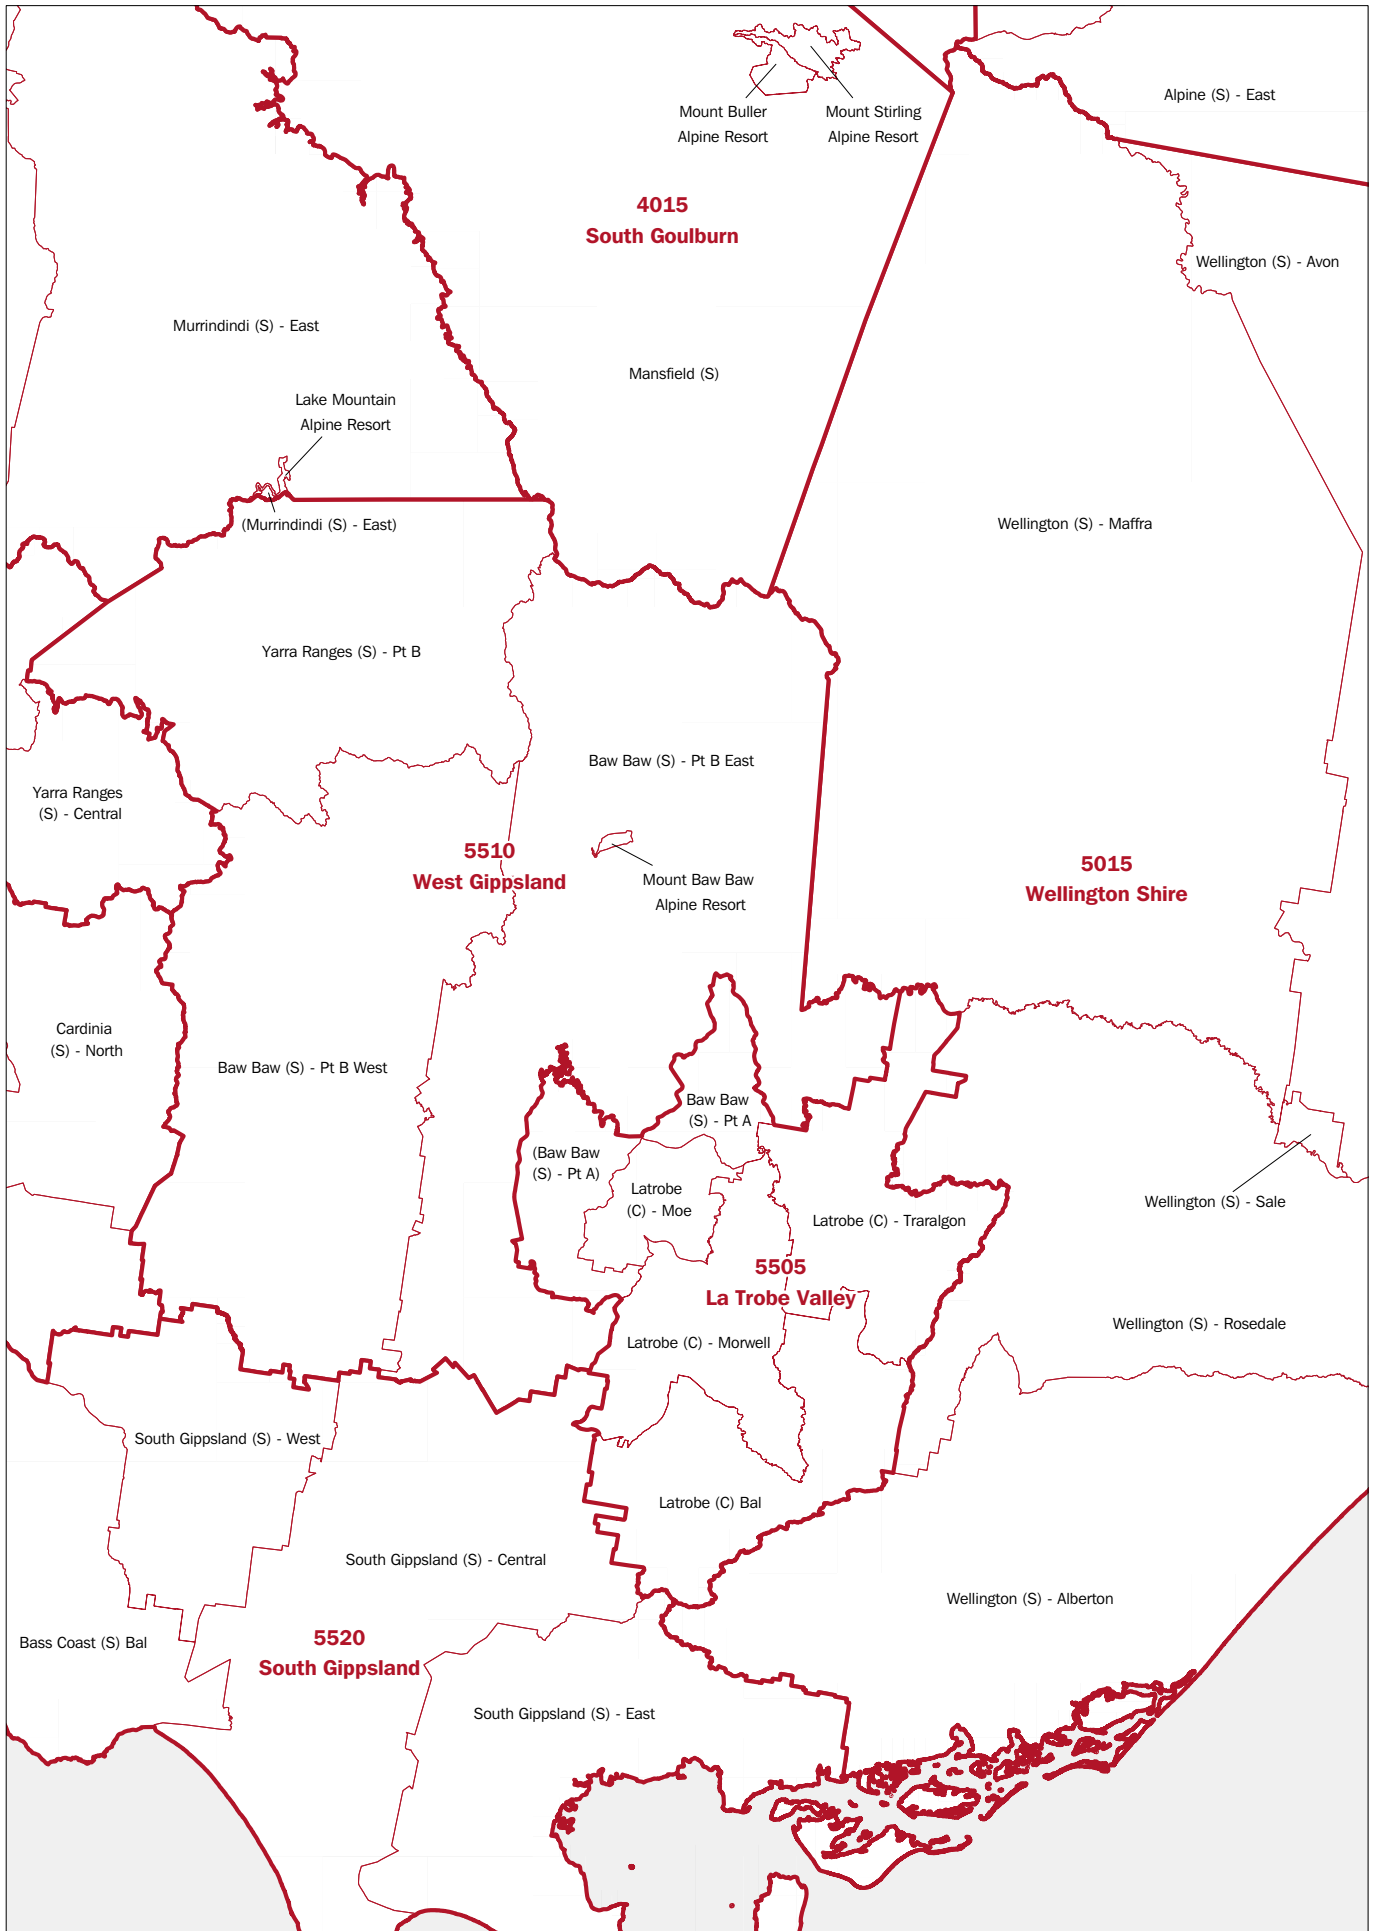 Alpine (S) - East
Mount Buller
Alpine Resort
Mount Stirling
Alpine Resort
4015
South Goulburn
Wellington (S) - Avon
Murrindindi (S) - East
Mansfield (S)
Lake Mountain
Alpine Resort
(Murrindindi (S) - East)
Wellington (S) - Maffra
Yarra Ranges (S) - Pt B
Baw Baw (S) - Pt B East
Yarra Ranges
(S) - Central
5510
West Gippsland
Mount Baw Baw
Alpine Resort
5015
Wellington Shire
Cardinia
(S) - North
Baw Baw (S) - Pt B West
Baw Baw
(S) - Pt A
(Baw Baw
(S) - Pt A)
Latrobe
(C) - Moe
Wellington (S) - Sale
Latrobe (C) - Traralgon
5505
La Trobe Valley
Wellington (S) - Rosedale
Latrobe (C) - Morwell
South Gippsland (S) - West
Latrobe (C) Bal
South Gippsland (S) - Central
Wellington (S) - Alberton
Bass Coast (S) Bal
5520
South Gippsland
South Gippsland (S) - East